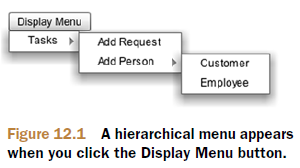 Display Menu
Tasks
Add Request
Add Person
Customer
Employee
Figure 12.1 A hierarchical menu appears
when you click the Display Menu button.